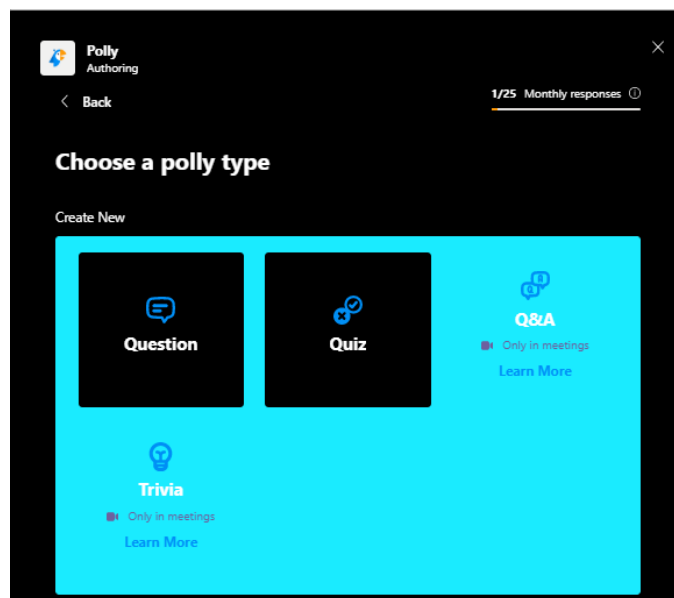 Polly
Authoring
Back
1/25 Monthly responses
Choose a polly type
Create New
Question
Quiz
Q&A
Only in meetings
Learn More
Trivia
Only in meetings
Learn More